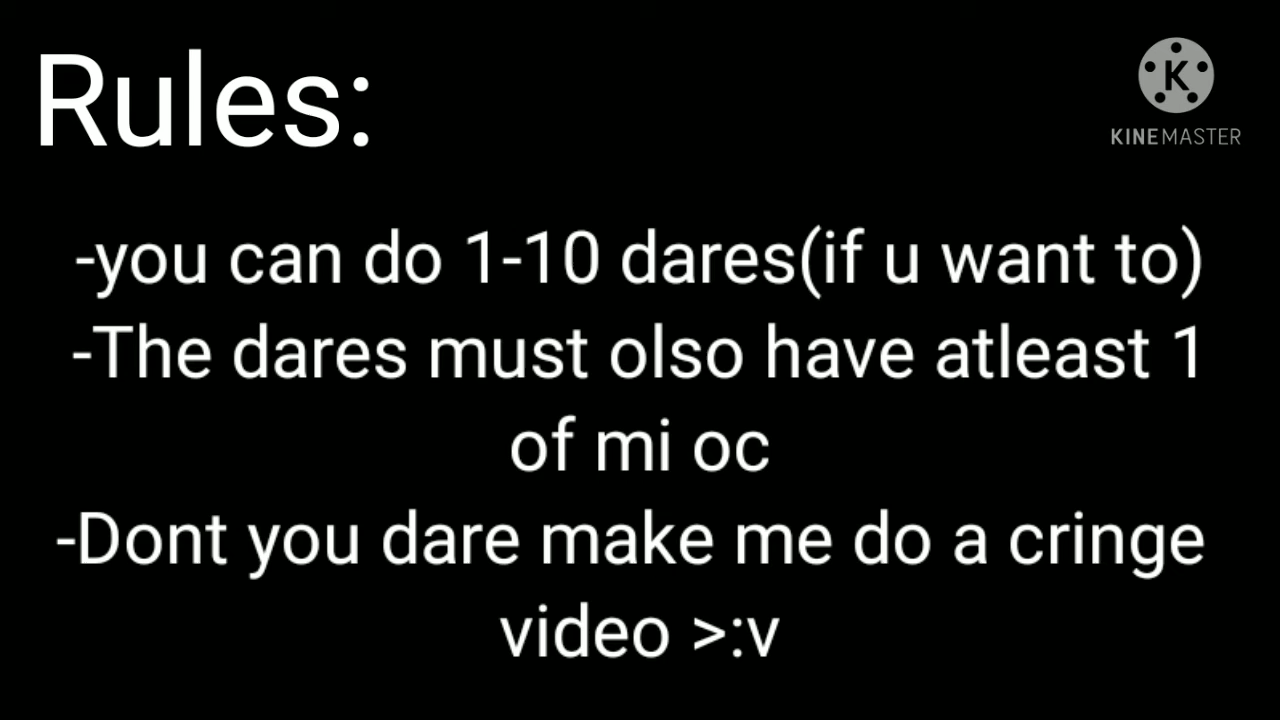 Rules:
K
KINEMASTER
-you can do 1-10 dares(if u want to)
-The dares must olso have atleast 1
of mi oc
-Dont you dare make me do a cringe
video >:v